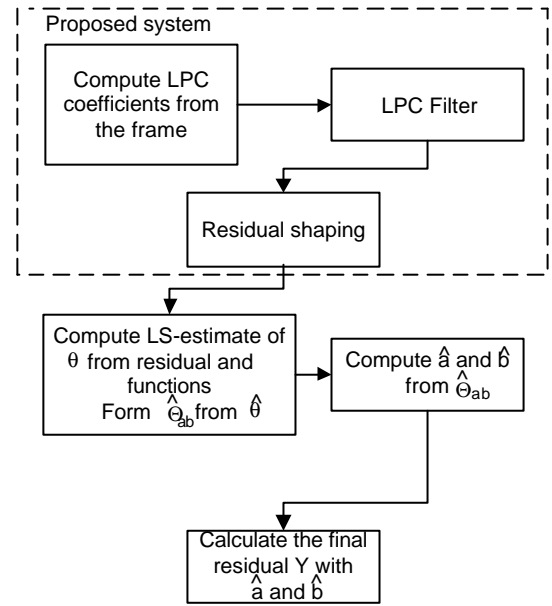 Proposed system
Compute LPC
coefficients from
the frame
LPC Filter
Residual shaping
Compute LS-estimate of
θ from residual and
functions
Form Θ̂ab from θ̂
Compute â and b̂
from Θ̂ab
Calculate the final
residual Y with
â and b̂